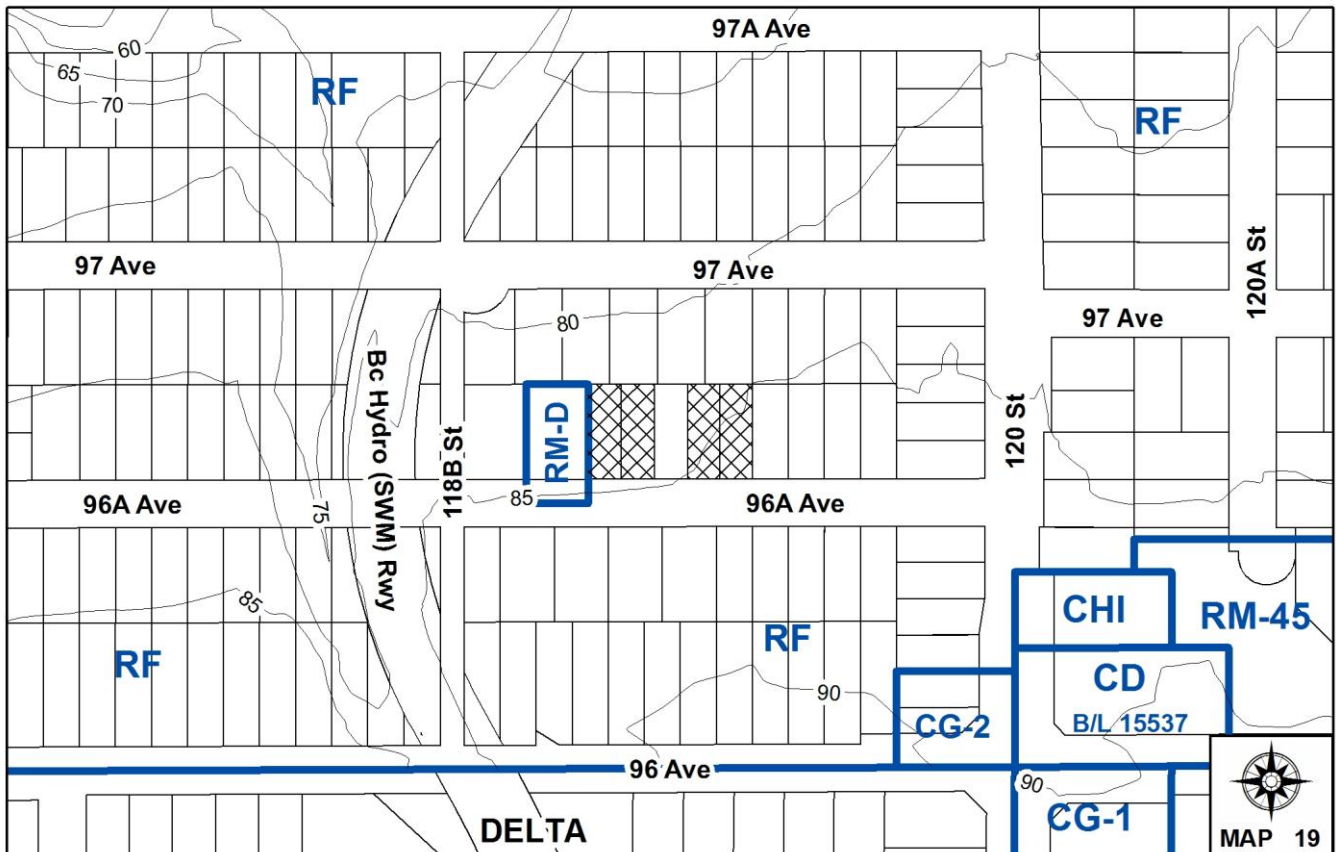 97A Ave
60
65
70
RF
RF
120A St
97 Ave
97 Ave
97 Ave
80
Bc Hydro (SWM) Rwy
118B St
RM-D
120 St
85
96A Ave
96A Ave
75
85
CHI
RM-45
RF
RF
CD
90
CG-2
B/L 15537
96 Ave
90
CG-1
DELTA
MAP 19